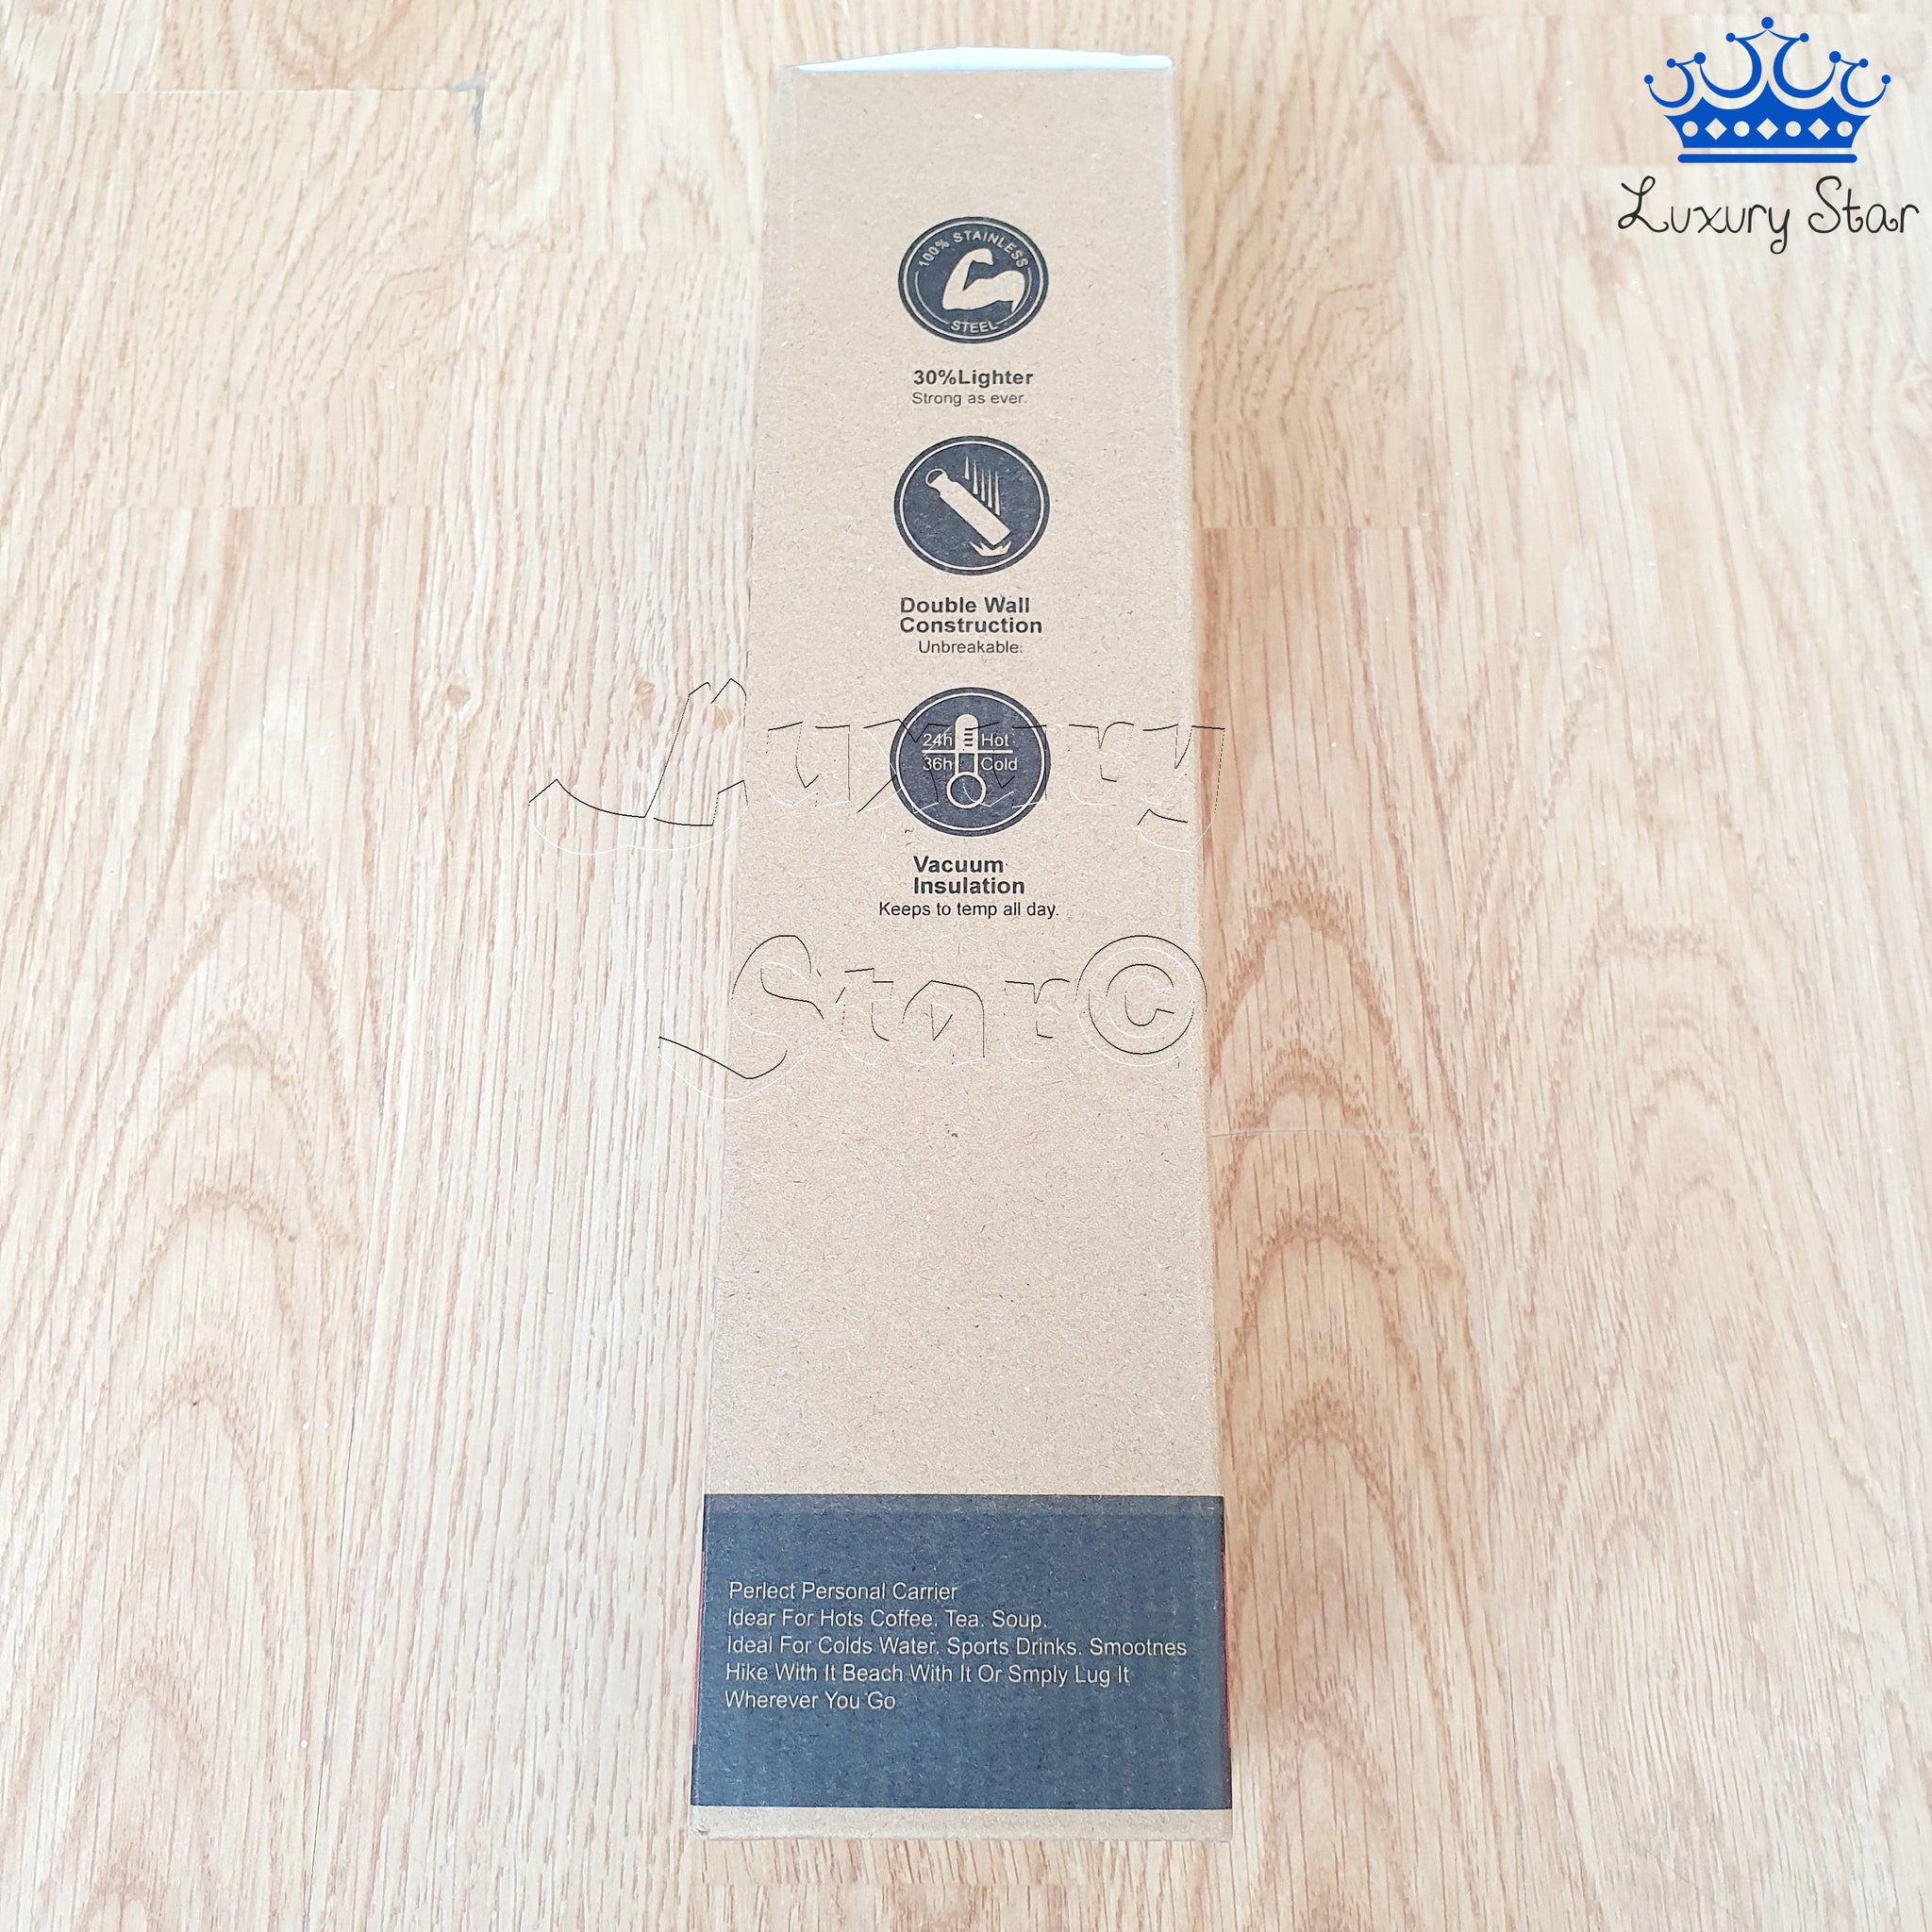 Luxury Star
100% STAINLESS
STEEL
30%Lighter
Strong as ever.
Double Wall
Construction
Unbreakable.
24h Hot
36h Cold
Luxury
Vacuum
Insulation
Keeps to temp all day.
Star©
Perlect Personal Carrier
Idear For Hots Coffee. Tea. Soup.
Ideal For Colds Water. Sports Drinks. Smootnes
Hike With It Beach With It Or Smply Lug It
Wherever You Go